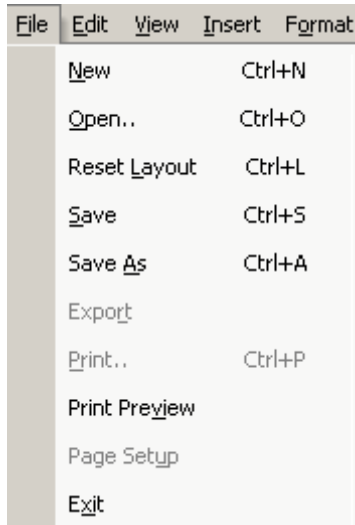 File Edit View Insert Format
New Ctrl+N
Open.. Ctrl+O
Reset Layout Ctrl+L
Save Ctrl+S
Save As Ctrl+A
Export
Print.. Ctrl+P
Print Preview
Page Setup
Exit